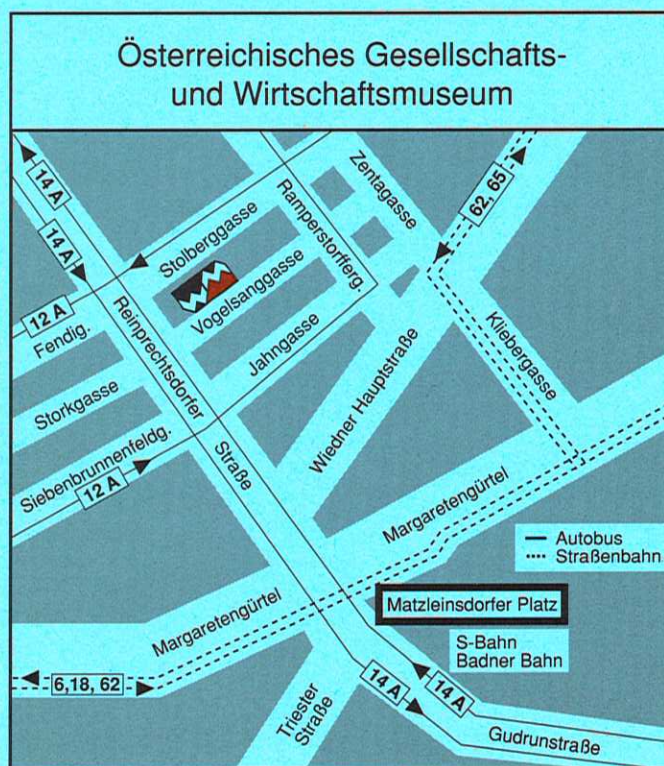 Österreichisches Gesellschafts-
und Wirtschaftsmuseum
14 A
14 A
Stolberggasse
Ramperstorfferg.
Zentagasse
62, 65
12 A
Fendig.
Vogelsanggasse
Reinprechtsdorfer
Straße
Jahngasse
Kliebergasse
Storkgasse
Wiedner Hauptstraße
Siebenbrunnenfeldg.
12 A
Margaretengürtel
Autobus
Straßenbahn
Margaretengürtel
Matzleinsdorfer Platz
S-Bahn
Badner Bahn
6,18, 62
14 A
14 A
Triester
Straße
Gudrunstraße